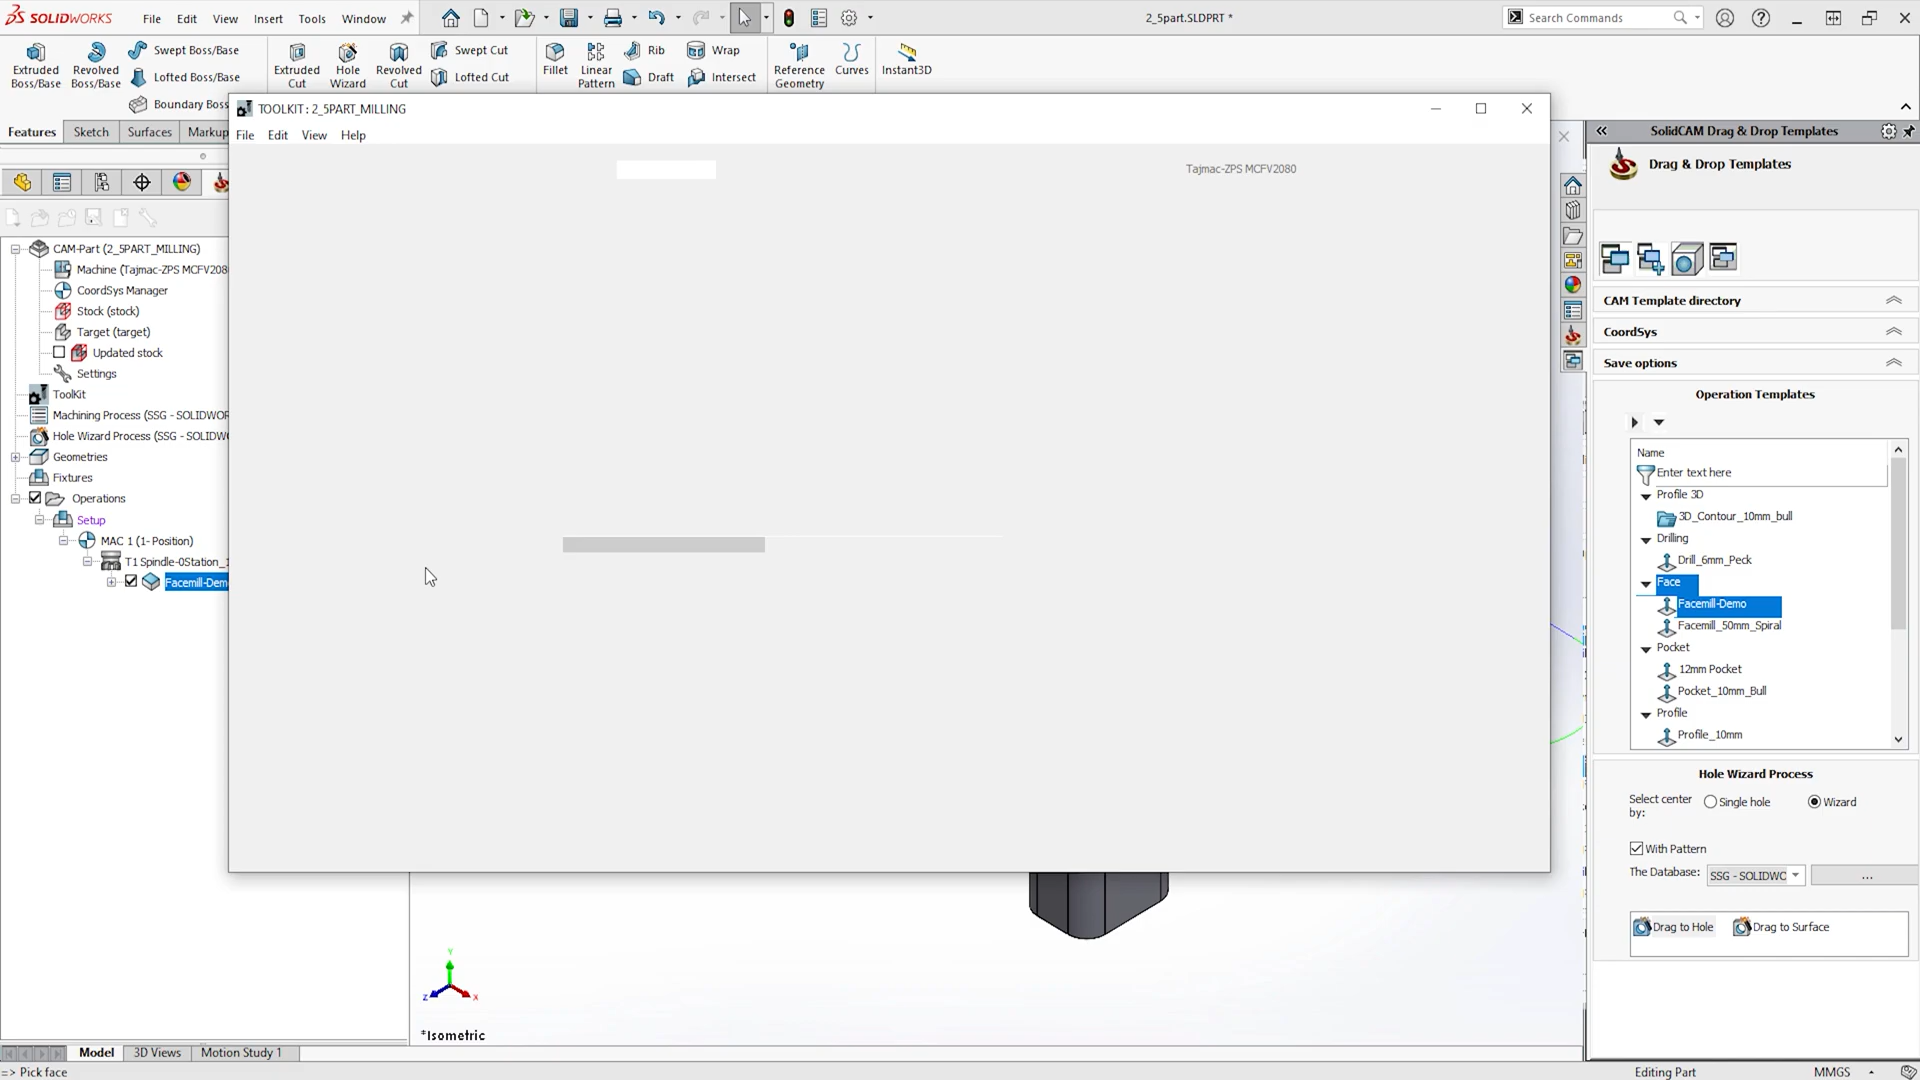 SOLIDWORKS
File Edit View Insert Tools Window
2_5part.SLDPRT *
Search Commands
Extruded Boss/Base
Revolved Boss/Base
Swept Boss/Base
Lofted Boss/Base
Boundary Boss
Extruded Cut
Hole Wizard
Revolved Cut
Swept Cut
Lofted Cut
Fillet
Linear Pattern
Rib
Draft
Wrap
Intersect
Reference Geometry
Curves
Instant3D
Features Sketch Surfaces Markup
TOOLKIT : 2_5PART_MILLING
File Edit View Help
Tajmac-ZPS MCFV2080
CAM-Part (2_5PART_MILLING)
Machine (Tajmac-ZPS MCFV208
CoordSys Manager
Stock (stock)
Target (target)
Updated stock
Settings
ToolKit
Machining Process (SSG - SOLIDWOR
Hole Wizard Process (SSG - SOLIDW
Geometries
Fixtures
Operations
Setup
MAC 1 (1- Position)
T1 Spindle-0Station_
Facemill-Dem
SolidCAM Drag & Drop Templates
Drag & Drop Templates
CAM Template directory
CoordSys
Save options
Operation Templates
Name
Enter text here
Profile 3D
3D_Contour_10mm_bull
Drilling
Drill_6mm_Peck
Face
Facemill-Demo
Facemill_50mm_Spiral
Pocket
12mm Pocket
Pocket_10mm_Bull
Profile
Profile_10mm
Hole Wizard Process
Select center by:
Single hole
Wizard
With Pattern
The Database: SSG - SOLIDWC ...
Drag to Hole
Drag to Surface
Y
Z
X
*Isometric
Model 3D Views Motion Study 1
=> Pick face
Editing Part
MMGS